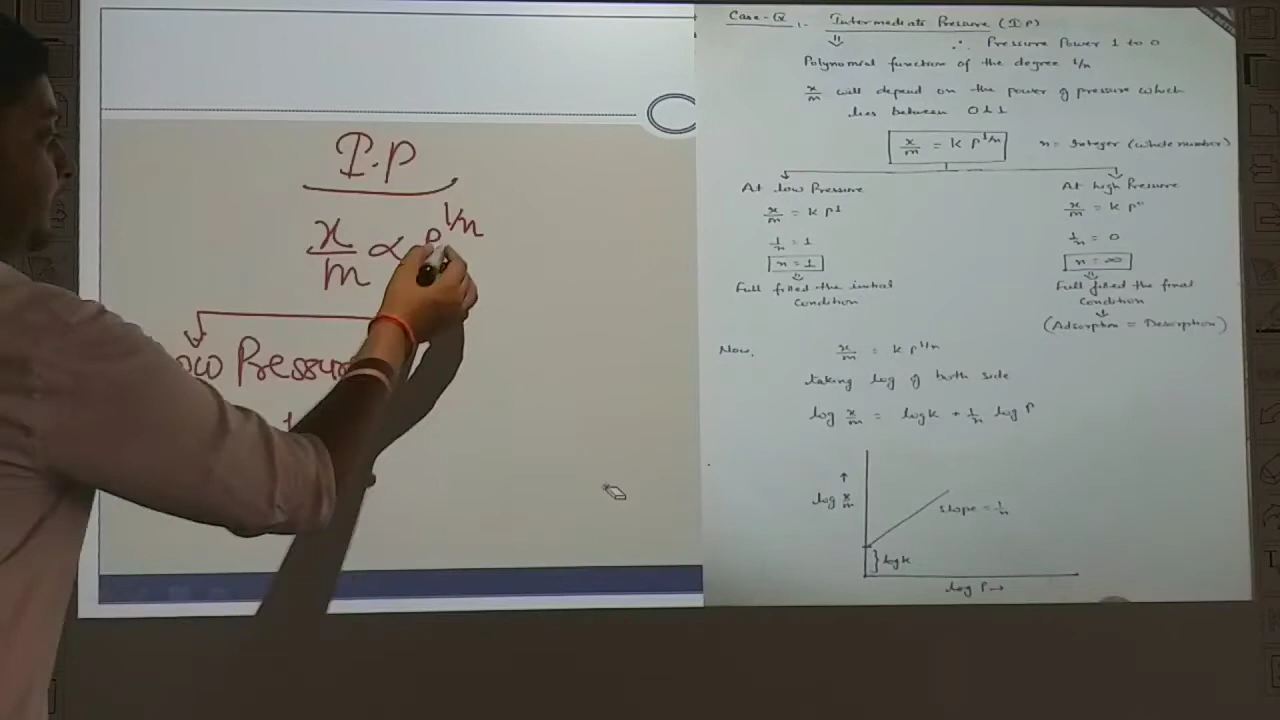 I.P
x/m ∝ P^1/n
ow Pressur
1
Case-Q :- Intermediate Pressure (IP)
⇓ ∴ Pressure Power 1 to 0
Polynomial function of the degree 1/n
x/m will depend on the power of pressure which
lies between 0 & 1
x/m = k P^1/n n = Integer (whole number)
At low Pressure
x/m = k P^1
1/n = 1
n = 1
⇓
Full filled the initial
Condition
At high Pressure
x/m = k P^0
1/n = 0
n = ∞
⇓
Full filled the final
Condition
↓
(Adsorption = Desorption)
Now, x/m = k P^1/n
taking log of both side
log x/m = log k + 1/n log P
↑
log x/m
slope = 1/n
} log k
log P →